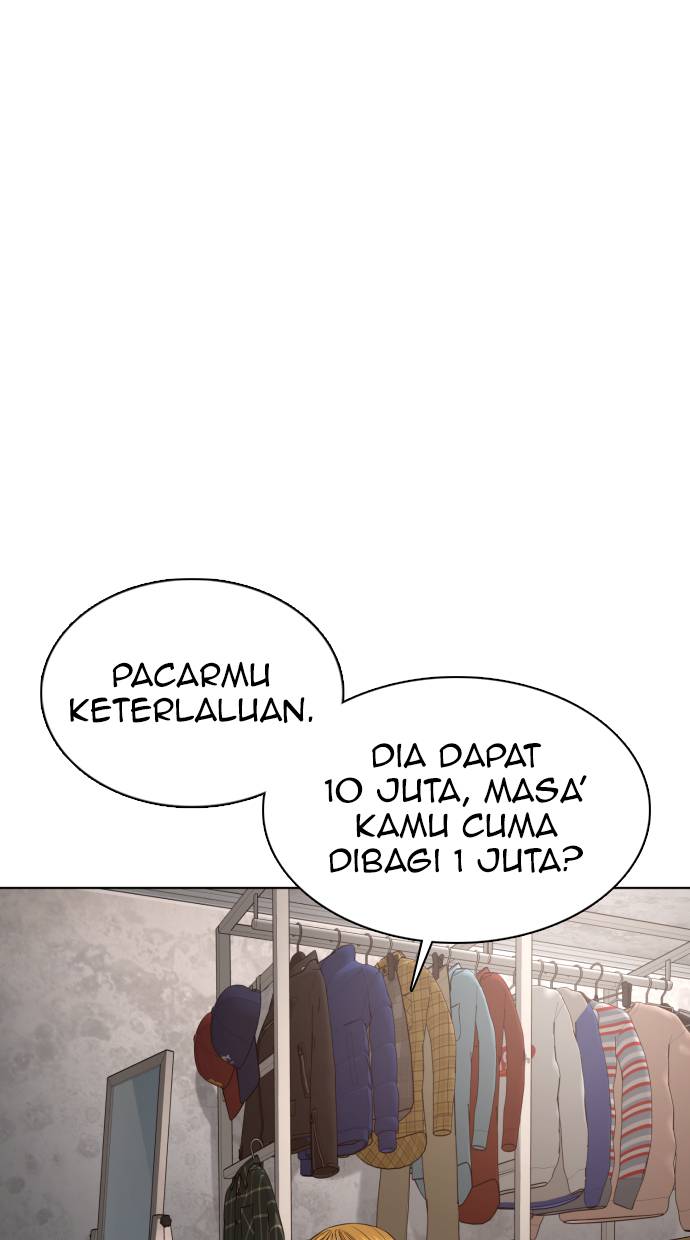 PACARMU
KETERLALUAN.
DIA DAPAT
10 JUTA, MASA'
KAMU CUMA
DIBAGI 1 JUTA?